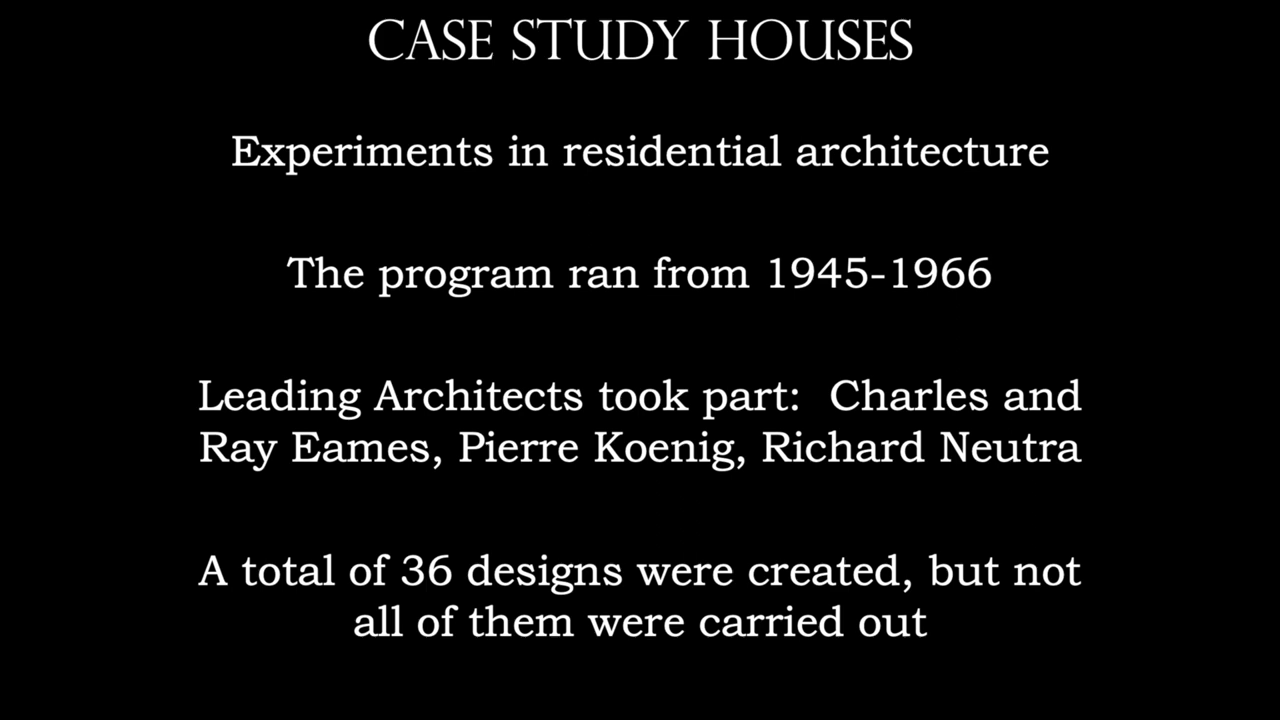 CASE STUDY HOUSES
Experiments in residential architecture
The program ran from 1945-1966
Leading Architects took part:  Charles and
Ray Eames, Pierre Koenig, Richard Neutra
A total of 36 designs were created, but not
all of them were carried out